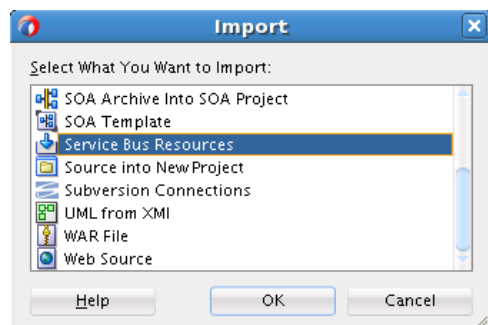 Import
Select What You Want to Import:
SOA Archive Into SOA Project
SOA Template
Service Bus Resources
Source into New Project
Subversion Connections
UML from XMI
WAR File
Web Source
Help
OK
Cancel